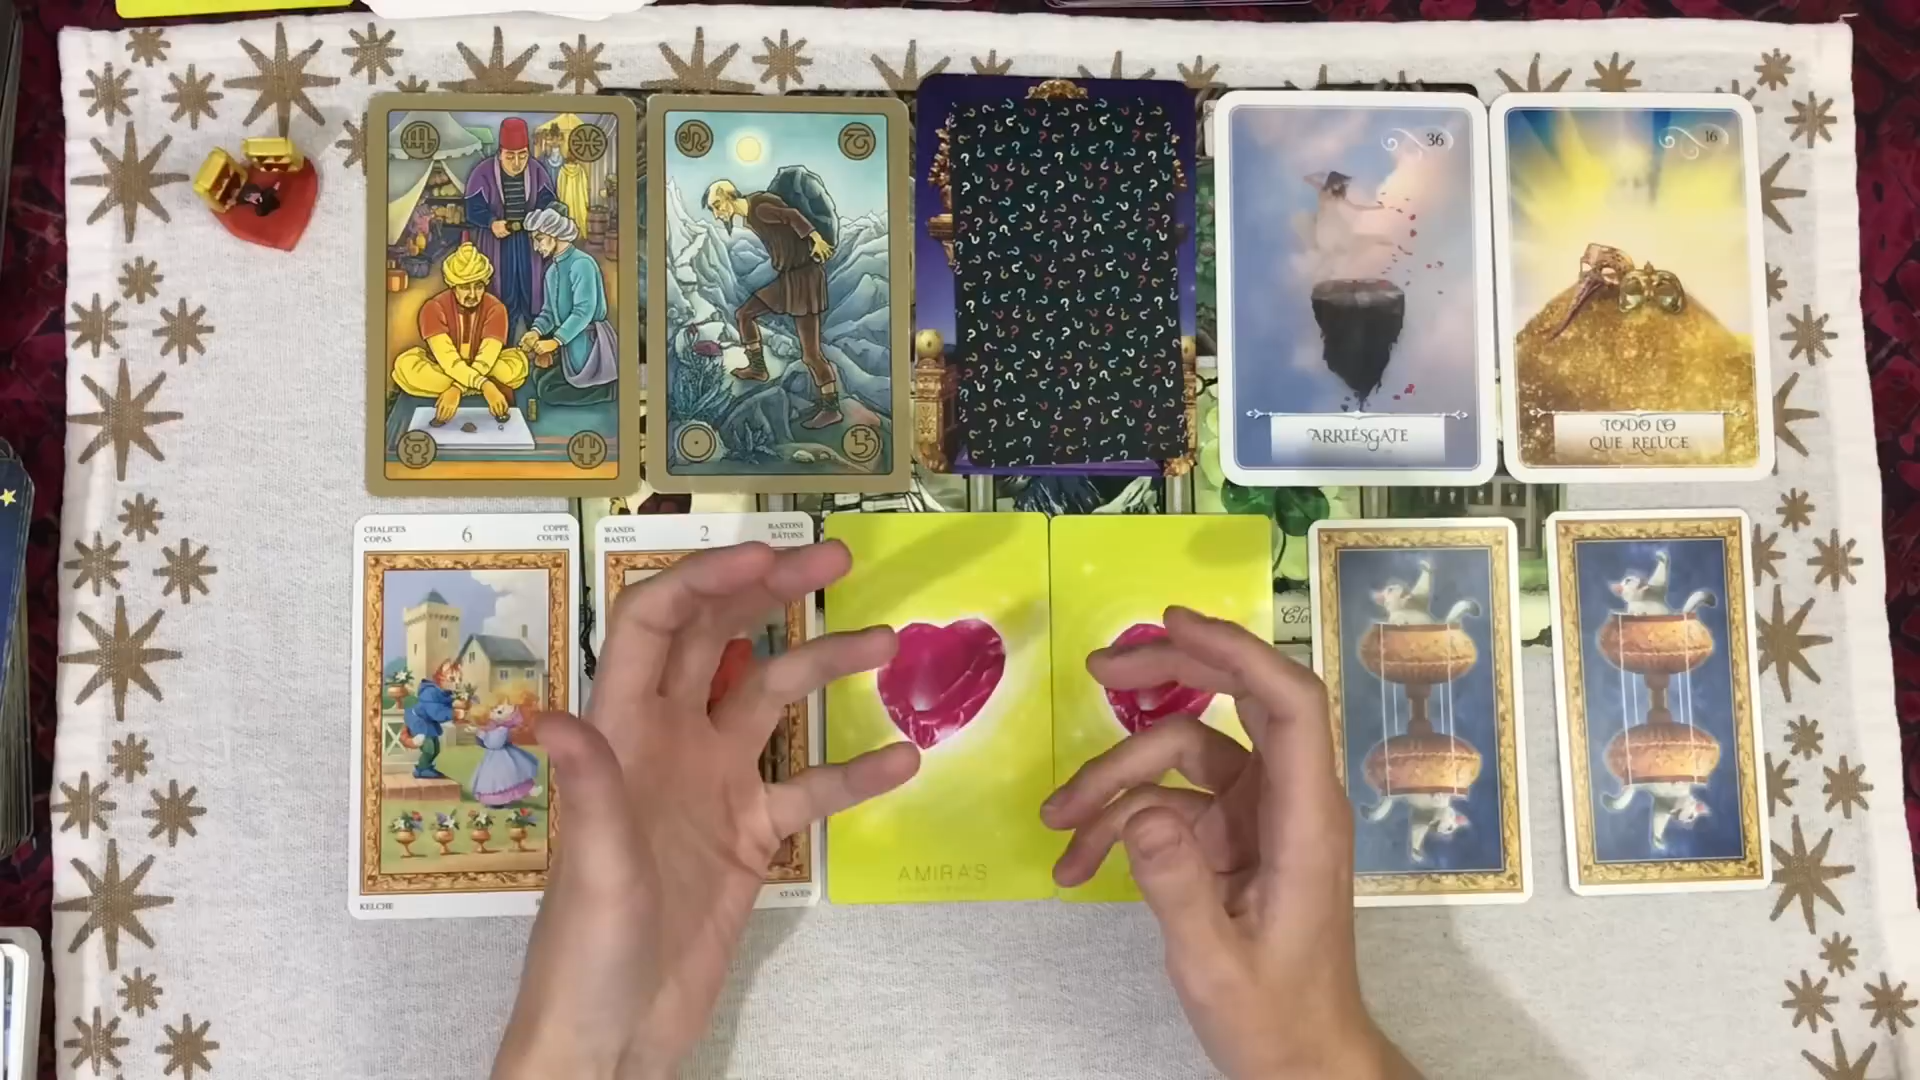 36
16
ARRIÉSGATE
TODO LO
QUE RELUCE
CHALICES
COPAS
6
COPPE
COUPES
WANDS
BASTOS
2
BASTONI
BÂTONS
KELCHE
STAVES
AMIRA'S